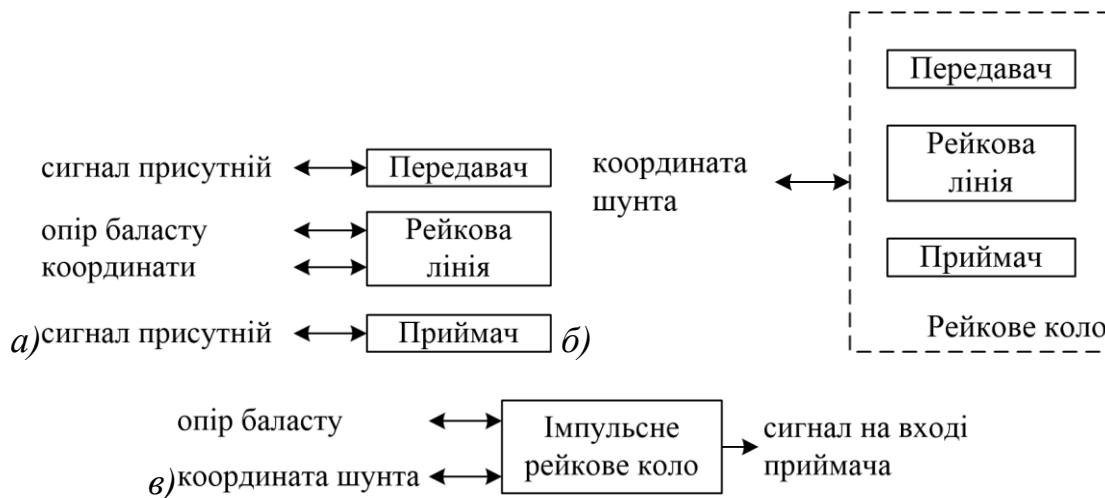 сигнал присутній
Передавач
опір баласту
координати
Рейкова
лінія
а)
сигнал присутній
Приймач
б)
координата
шунта
Передавач
Рейкова
лінія
Приймач
Рейкове коло
в)
опір баласту
координата шунта
Імпульсне
рейкове коло
сигнал на вході
приймача